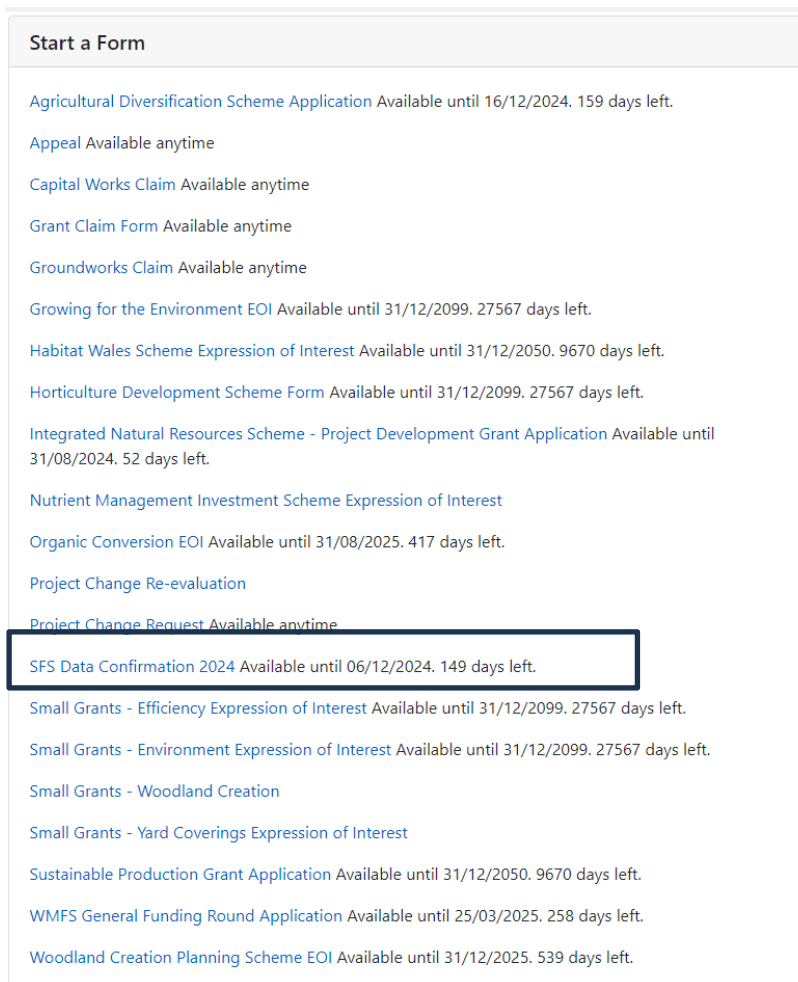 Start a Form
Agricultural Diversification Scheme Application Available until 16/12/2024. 159 days left.
Appeal Available anytime
Capital Works Claim Available anytime
Grant Claim Form Available anytime
Groundworks Claim Available anytime
Growing for the Environment EOI Available until 31/12/2099. 27567 days left.
Habitat Wales Scheme Expression of Interest Available until 31/12/2050. 9670 days left.
Horticulture Development Scheme Form Available until 31/12/2099. 27567 days left.
Integrated Natural Resources Scheme - Project Development Grant Application Available until
31/08/2024. 52 days left.
Nutrient Management Investment Scheme Expression of Interest
Organic Conversion EOI Available until 31/08/2025. 417 days left.
Project Change Re-evaluation
Project Change Request Available anytime
SFS Data Confirmation 2024 Available until 06/12/2024. 149 days left.
Small Grants - Efficiency Expression of Interest Available until 31/12/2099. 27567 days left.
Small Grants - Environment Expression of Interest Available until 31/12/2099. 27567 days left.
Small Grants - Woodland Creation
Small Grants - Yard Coverings Expression of Interest
Sustainable Production Grant Application Available until 31/12/2050. 9670 days left.
WMFS General Funding Round Application Available until 25/03/2025. 258 days left.
Woodland Creation Planning Scheme EOI Available until 31/12/2025. 539 days left.